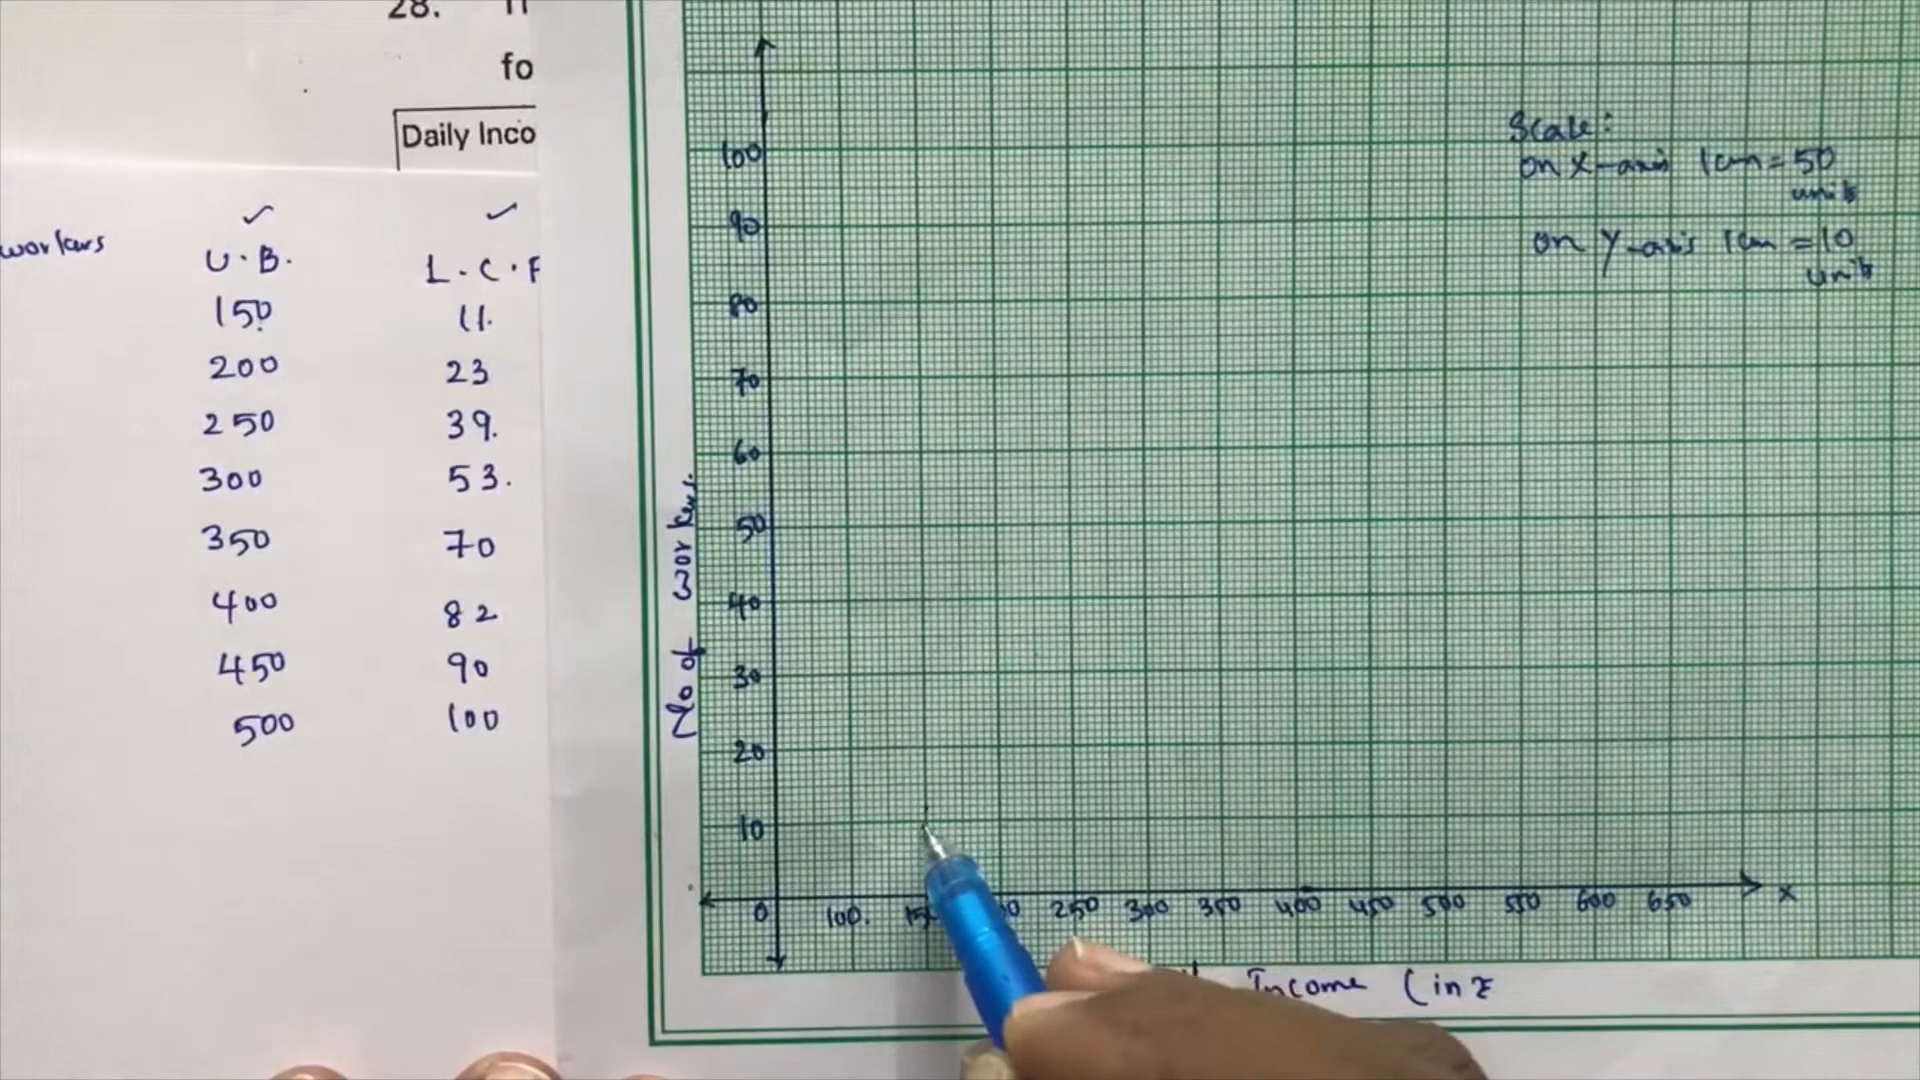 28.
fo
Daily Inco
workers
U.B. L.C.F
150 11.
200 23
250 39.
300 53.
350 70
400 82
450 90
500 100
Scale:
on X-axis 1cm = 50
units
on Y-axis 1cm = 10
units
100
90
80
70
60
50
40
30
20
10
No of workers.
0 100. 150 250 300 350 400 450 500 550 600 650 x
Income (in ₹